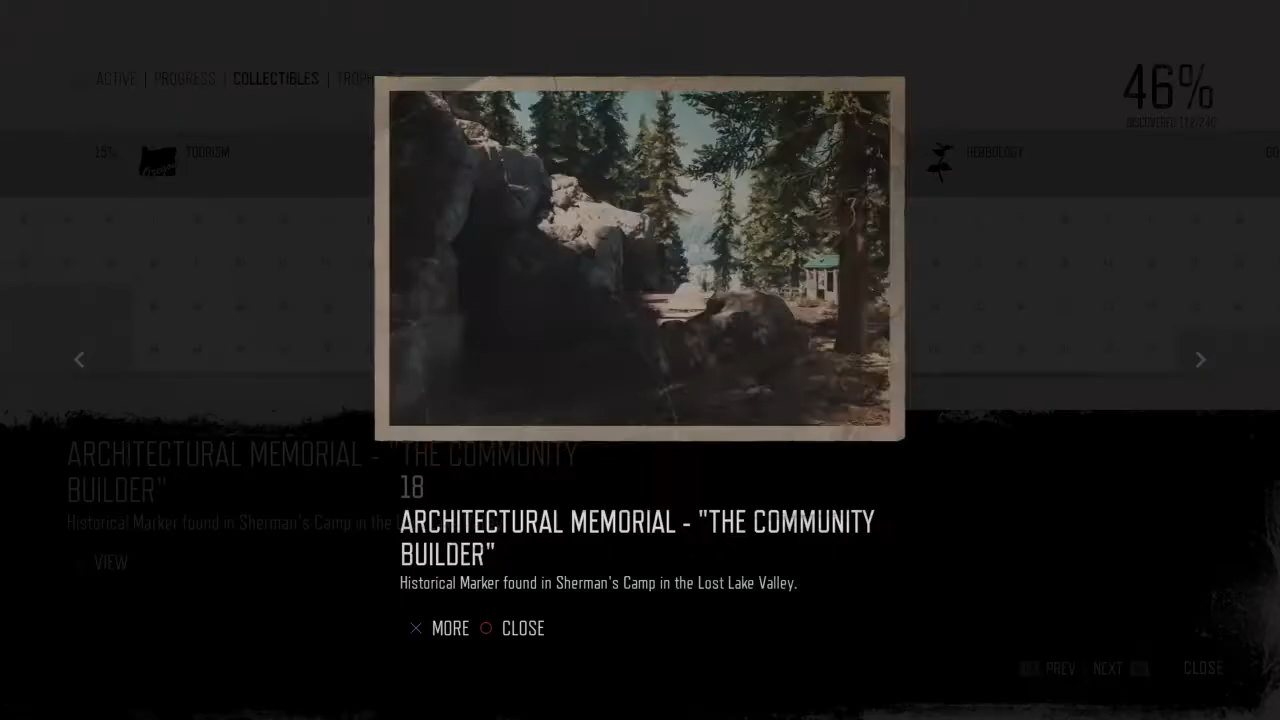 ACTIVE | PROGRESS | COLLECTIBLES | TROPH
46%
DISCOVERED 112/240
15%
TOURISM
HERBOLOGY
ARCHITECTURAL MEMORIAL - "THE COMMUNITY
BUILDER"
Historical Marker found in Sherman's Camp in the
VIEW
18
ARCHITECTURAL MEMORIAL - "THE COMMUNITY
BUILDER"
Historical Marker found in Sherman's Camp in the Lost Lake Valley.
MORE CLOSE
PREV NEXT CLOSE